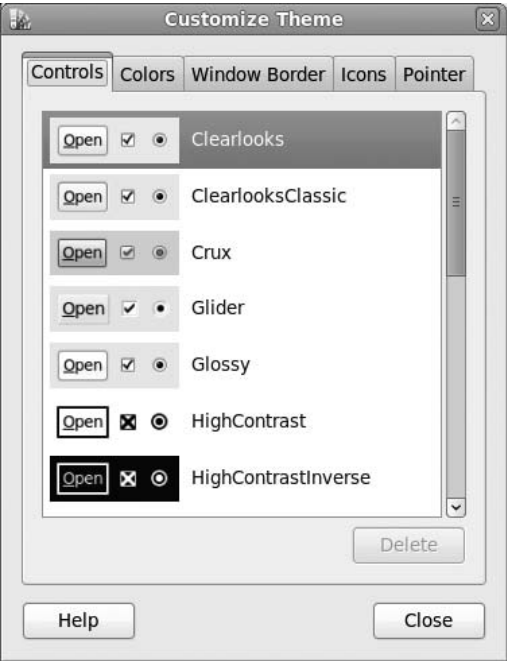 Customize Theme
Controls Colors Window Border Icons Pointer
Open Clearlooks
Open ClearlooksClassic
Open Crux
Open Glider
Open Glossy
Open HighContrast
Open HighContrastInverse
Delete
Help Close